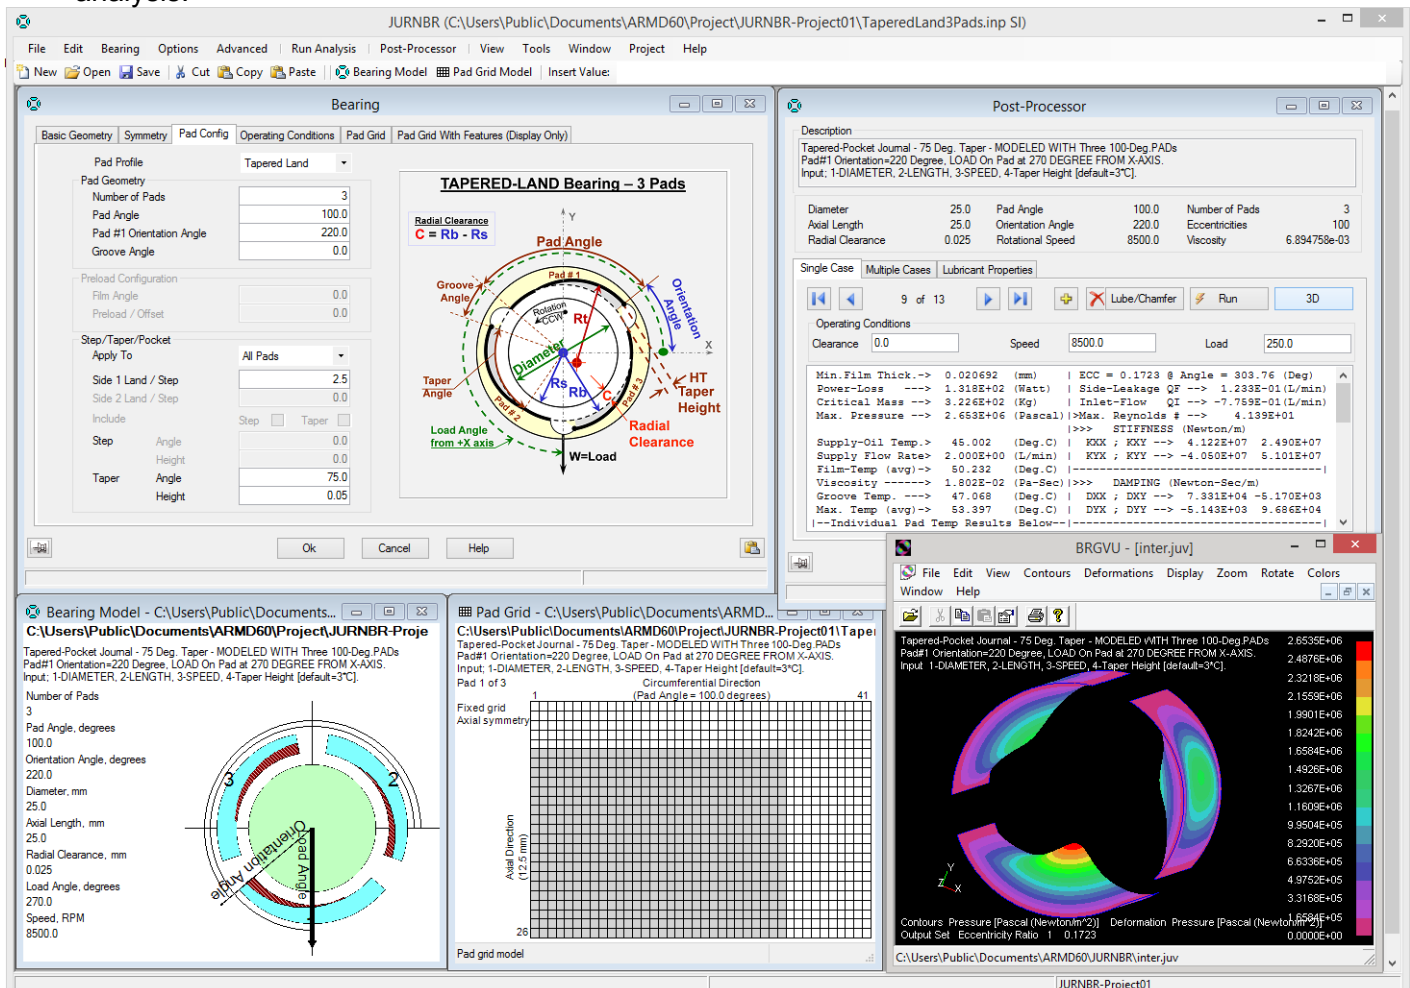 analysis.
JURNBR (C:\Users\Public\Documents\ARMD60\Project\JURNBR-Project01\TaperedLand3Pads.inp SI)
File Edit Bearing Options Advanced Run Analysis Post-Processor View Tools Window Project Help
New Open Save Cut Copy Paste Bearing Model Pad Grid Model Insert Value:
Bearing
Basic Geometry Symmetry Pad Config Operating Conditions Pad Grid Pad Grid With Features (Display Only)
Pad Profile Tapered Land
Pad Geometry
Number of Pads 3
Pad Angle 100.0
Pad #1 Orientation Angle 220.0
Groove Angle 0.0
Preload Configuration
Film Angle 0.0
Preload / Offset 0.0
Step/Taper/Pocket
Apply To All Pads
Side 1 Land / Step 2.5
Side 2 Land / Step 0.0
Include Step Taper
Step Angle 0.0
Height 0.0
Taper Angle 75.0
Height 0.05
TAPERED-LAND Bearing – 3 Pads
Radial Clearance
C = Rb - Rs
Y
Pad Angle
Pad # 1
Groove
Angle
Orientation
Angle
Rotation
CCW
Rt
X
Diameter
Rs
Rb
Taper
Angle
Pad # 2
Pad # 3
C
HT
Taper
Height
Load Angle
from +X axis
Radial
Clearance
W=Load
Ok Cancel Help
Post-Processor
Description
Tapered-Pocket Journal - 75 Deg. Taper - MODELED WITH Three 100-Deg.PADs
Pad#1 Orientation=220 Degree, LOAD On Pad at 270 DEGREE FROM X-AXIS.
Input; 1-DIAMETER, 2-LENGTH, 3-SPEED, 4-Taper Height [default=3*C].
Diameter 25.0 Pad Angle 100.0 Number of Pads 3
Axial Length 25.0 Orientation Angle 220.0 Eccentricities 100
Radial Clearance 0.025 Rotational Speed 8500.0 Viscosity 6.894758e-03
Single Case Multiple Cases Lubricant Properties
9 of 13 Lube/Chamfer Run 3D
Operating Conditions
Clearance 0.0 Speed 8500.0 Load 250.0
Min.Film Thick.-> 0.020692 (mm) | ECC = 0.1723 @ Angle = 303.76 (Deg)
Power-Loss ---> 1.318E+02 (Watt) | Side-Leakage QF --> 1.233E-01(L/min)
Critical Mass --> 3.226E+02 (Kg) | Inlet-Flow QI --> -7.759E-01(L/min)
Max. Pressure --> 2.653E+06 (Pascal)|>Max. Reynolds # --> 4.139E+01
|>>> STIFFNESS (Newton/m)
Supply-Oil Temp.> 45.002 (Deg.C) | KXX ; KXY --> 4.122E+07 2.490E+07
Supply Flow Rate> 2.000E+00 (L/min) | KYX ; KYY --> -4.050E+07 5.101E+07
Film-Temp (avg)-> 50.232 (Deg.C) |-------------------------------------|
Viscosity ------> 1.802E-02 (Pa-Sec)|>>> DAMPING (Newton-Sec/m)
Groove Temp. ---> 47.068 (Deg.C) | DXX ; DXY --> 7.331E+04 -5.170E+03
Max. Temp (avg)-> 53.397 (Deg.C) | DYX ; DYY --> -5.143E+03 9.686E+04
|--Individual Pad Temp Results Below--|-------------------------------------|
Bearing Model - C:\Users\Public\Documents...
C:\Users\Public\Documents\ARMD60\Project\JURNBR-Proje
Tapered-Pocket Journal - 75 Deg. Taper - MODELED WITH Three 100-Deg.PADs
Pad#1 Orientation=220 Degree, LOAD On Pad at 270 DEGREE FROM X-AXIS.
Input; 1-DIAMETER, 2-LENGTH, 3-SPEED, 4-Taper Height [default=3*C].
Number of Pads
3
Pad Angle, degrees
100.0
Orientation Angle, degrees
220.0
Diameter, mm
25.0
Axial Length, mm
25.0
Radial Clearance, mm
0.025
Load Angle, degrees
270.0
Speed, RPM
8500.0
3
2
Orientation Angle
Load Angle
Pad Grid - C:\Users\Public\Documents\ARMD...
C:\Users\Public\Documents\ARMD60\Project\JURNBR-Project01\Taper
Tapered-Pocket Journal - 75 Deg. Taper - MODELED WITH Three 100-Deg.PADs
Pad#1 Orientation=220 Degree, LOAD On Pad at 270 DEGREE FROM X-AXIS.
Input; 1-DIAMETER, 2-LENGTH, 3-SPEED, 4-Taper Height [default=3*C].
Pad 1 of 3 Circumferential Direction
1 (Pad Angle = 100.0 degrees) 41
Fixed grid
Axial symmetry
Axial Direction
(12.5 mm)
26
Pad grid model
BRGVU - [inter.juv]
File Edit View Contours Deformations Display Zoom Rotate Colors
Window Help
Tapered-Pocket Journal - 75 Deg. Taper - MODELED WITH Three 100-Deg.PADs
Pad#1 Orientation=220 Degree, LOAD On Pad at 270 DEGREE FROM X-AXIS.
Input 1-DIAMETER, 2-LENGTH, 3-SPEED, 4-Taper Height [default=3*C].
2.6535E+06
2.4876E+06
2.3218E+06
2.1559E+06
1.9901E+06
1.8242E+06
1.6584E+06
1.4926E+06
1.3267E+06
1.1609E+06
9.9504E+05
8.2920E+05
6.6336E+05
4.9752E+05
3.3168E+05
1.6584E+05
0.0000E+00
Y
Z X
Contours Pressure [Pascal (Newton/m^2)] Deformation Pressure [Pascal (Newton/m^2)]
Output Set Eccentricity Ratio 1 0.1723
C:\Users\Public\Documents\ARMD60\JURNBR\inter.juv
JURNBR-Project01